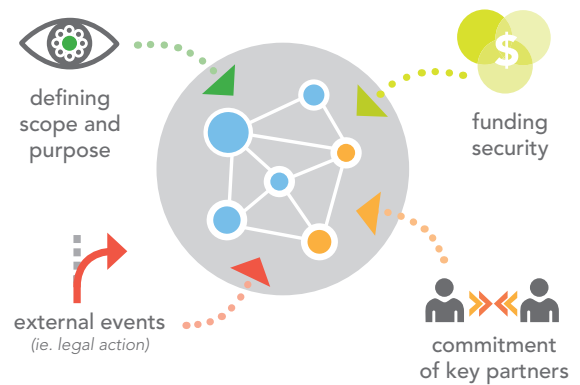 defining
scope and
purpose
$
funding
security
external events
(ie. legal action)
commitment
of key partners